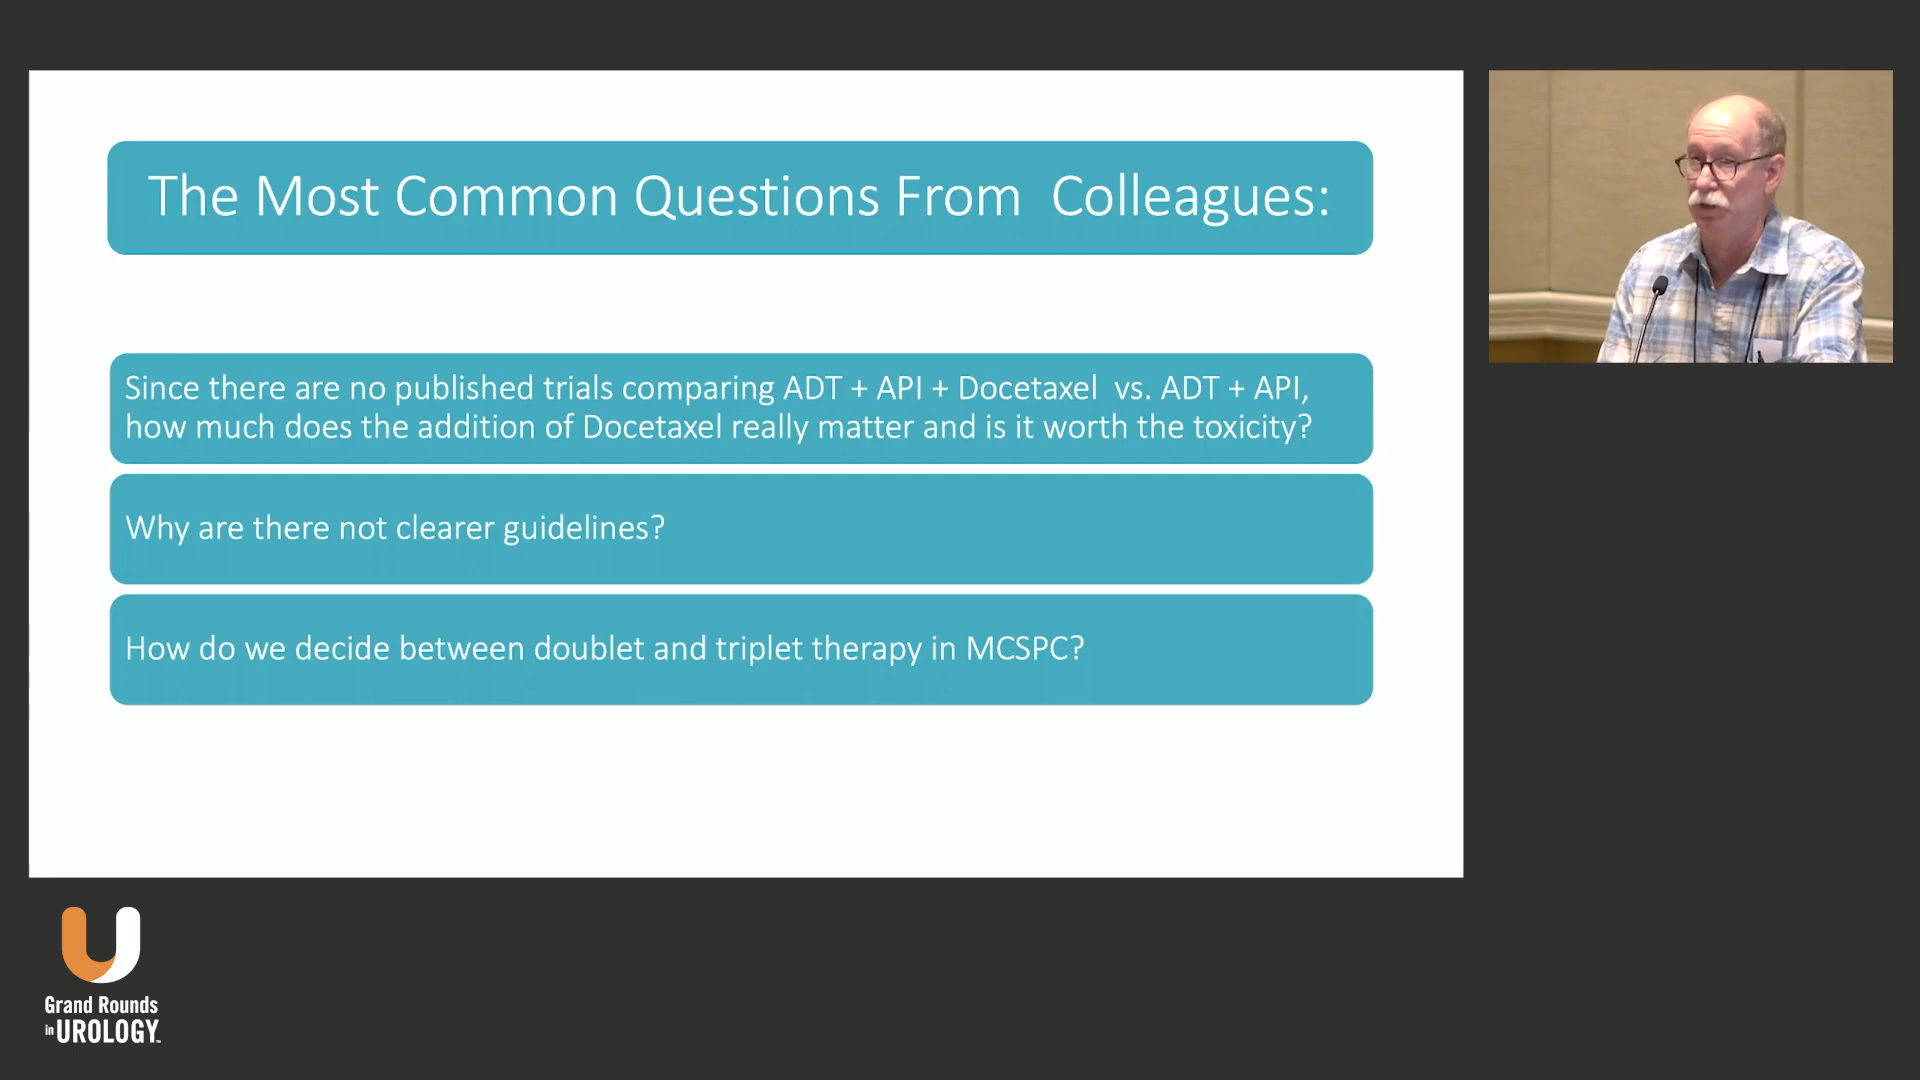 The Most Common Questions From  Colleagues:
Since there are no published trials comparing ADT + API + Docetaxel  vs. ADT + API,
how much does the addition of Docetaxel really matter and is it worth the toxicity?
Why are there not clearer guidelines?
How do we decide between doublet and triplet therapy in MCSPC?
Grand Rounds
in UROLOGY™